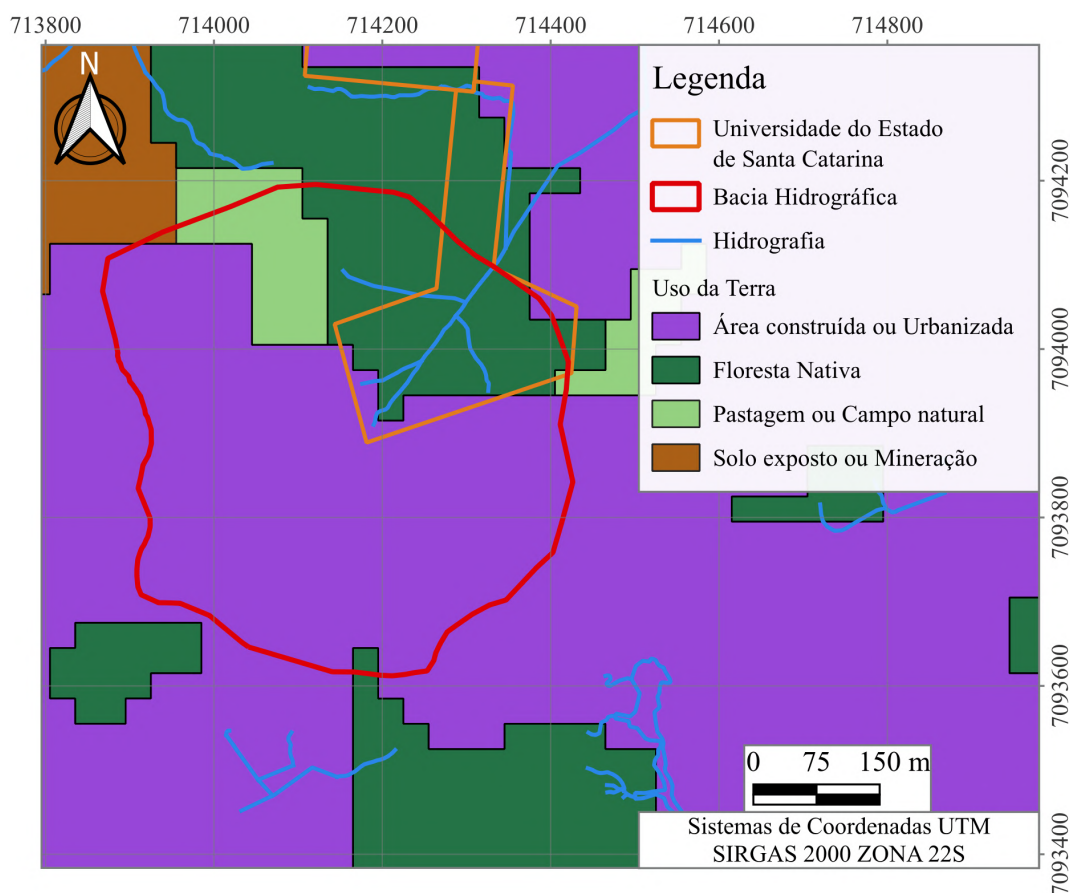 713800 714000 714200 714400 714600 714800
N
Legenda
Universidade do Estado
de Santa Catarina
Bacia Hidrográfica
Hidrografia
Uso da Terra
Área construída ou Urbanizada
Floresta Nativa
Pastagem ou Campo natural
Solo exposto ou Mineração
7094200
7094000
7093800
7093600
7093400
0 75 150 m
Sistemas de Coordenadas UTM
SIRGAS 2000 ZONA 22S